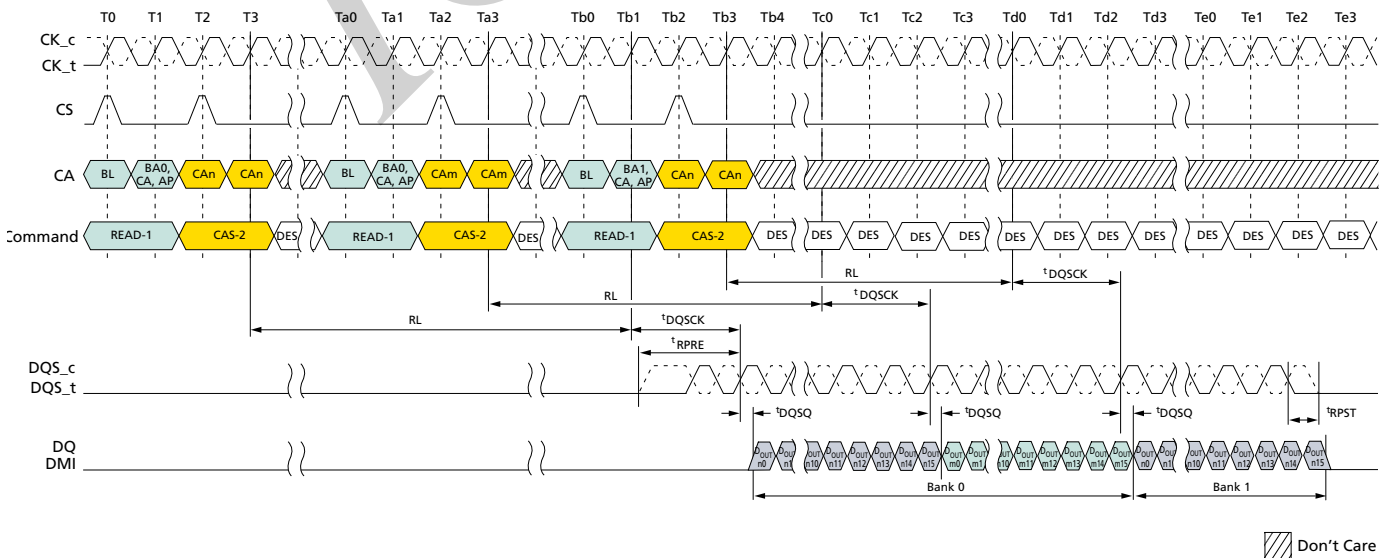 T0 T1 T2 T3 Ta0 Ta1 Ta2 Ta3 Tb0 Tb1 Tb2 Tb3 Tb4 Tc0 Tc1 Tc2 Tc3 Td0 Td1 Td2 Td3 Te0 Te1 Te2 Te3
CK_c
CK_t
CS
CA BL BA0, CA, AP CAn CAn BL BA0, CA, AP CAm CAm BL BA1, CA, AP CAn CAn
Command READ-1 CAS-2 DES READ-1 CAS-2 DES READ-1 CAS-2 DES DES DES DES DES DES DES DES DES DES DES DES DES
RL tDQSCK
RL tDQSCK
RL tDQSCK
tRPRE
DQS_c
DQS_t
tDQSQ tDQSQ tDQSQ tRPST
DQ
DMI
DOUT n0 DOUT n1 DOUT n10 DOUT n11 DOUT n12 DOUT n13 DOUT n14 DOUT n15 DOUT m0 DOUT m1 DOUT m10 DOUT m11 DOUT m12 DOUT m13 DOUT m14 DOUT m15 DOUT n0 DOUT n1 DOUT n10 DOUT n11 DOUT n12 DOUT n13 DOUT n14 DOUT n15
Bank 0 Bank 1
Don't Care